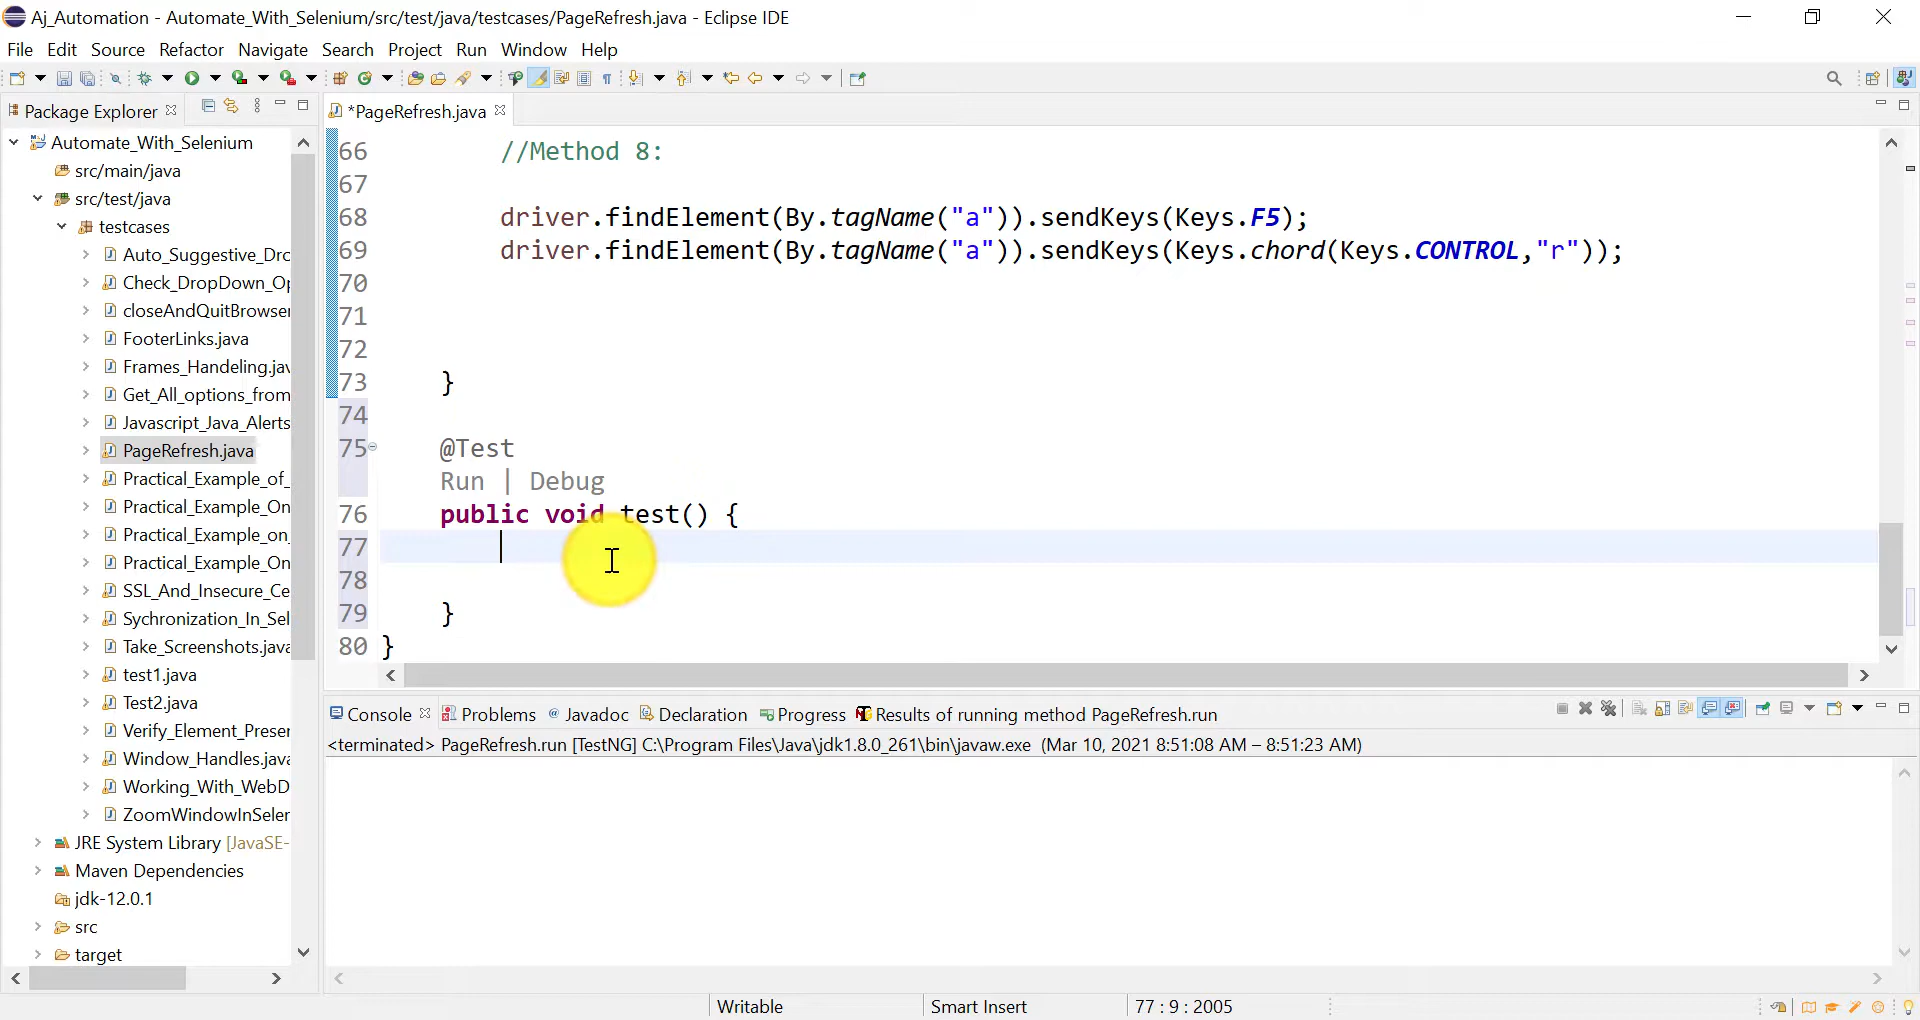 Aj_Automation - Automate_With_Selenium/src/test/java/testcases/PageRefresh.java - Eclipse IDE
File Edit Source Refactor Navigate Search Project Run Window Help
Package Explorer
Automate_With_Selenium
src/main/java
src/test/java
testcases
Auto_Suggestive_Drc
Check_DropDown_Op
closeAndQuitBrowser
FooterLinks.java
Frames_Handeling.jav
Get_All_options_from
Javascript_Java_Alerts
PageRefresh.java
Practical_Example_of_
Practical_Example_On
Practical_Example_on_
Practical_Example_On
SSL_And_Insecure_Ce
Sychronization_In_Sel
Take_Screenshots.java
test1.java
Test2.java
Verify_Element_Preser
Window_Handles.java
Working_With_WebD
ZoomWindowInSeler
JRE System Library [JavaSE-
Maven Dependencies
jdk-12.0.1
src
target
*PageRefresh.java
66 //Method 8:
67
68 driver.findElement(By.tagName("a")).sendKeys(Keys.F5);
69 driver.findElement(By.tagName("a")).sendKeys(Keys.chord(Keys.CONTROL,"r"));
70
71
72
73 }
74
75 @Test
Run | Debug
76 public void test() {
77
78
79 }
80 }
Console Problems @ Javadoc Declaration Progress Results of running method PageRefresh.run
<terminated> PageRefresh.run [TestNG] C:\Program Files\Java\jdk1.8.0_261\bin\javaw.exe (Mar 10, 2021 8:51:08 AM – 8:51:23 AM)
Writable Smart Insert 77 : 9 : 2005